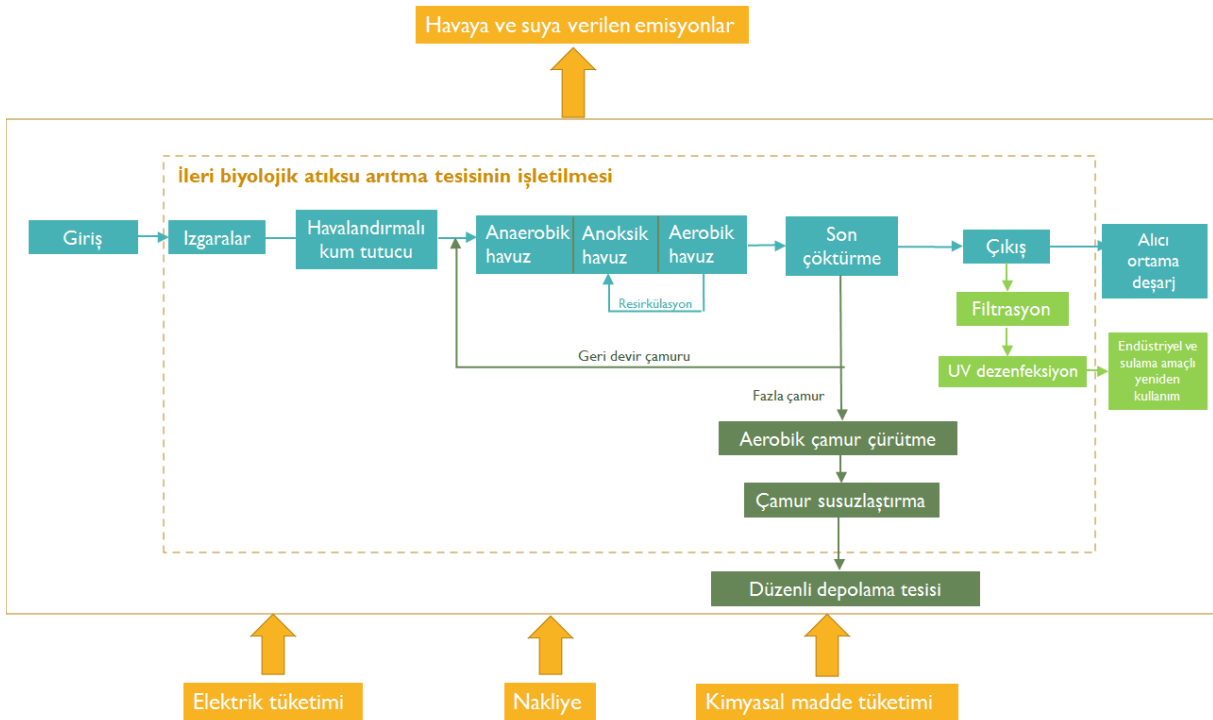 Havaya ve suya verilen emisyonlar
İleri biyolojik atıksu arıtma tesisinin işletilmesi
Giriş
Izgaralar
Havalandırmalı
kum tutucu
Anaerobik
havuz
Anoksik
havuz
Aerobik
havuz
Son
çöktürme
Çıkış
Alıcı
ortama
deşarj
Resirkülasyon
Filtrasyon
Geri devir çamuru
UV dezenfeksiyon
Endüstriyel ve
sulama amaçlı
yeniden
kullanım
Fazla çamur
Aerobik çamur çürütme
Çamur susuzlaştırma
Düzenli depolama tesisi
Elektrik tüketimi
Nakliye
Kimyasal madde tüketimi